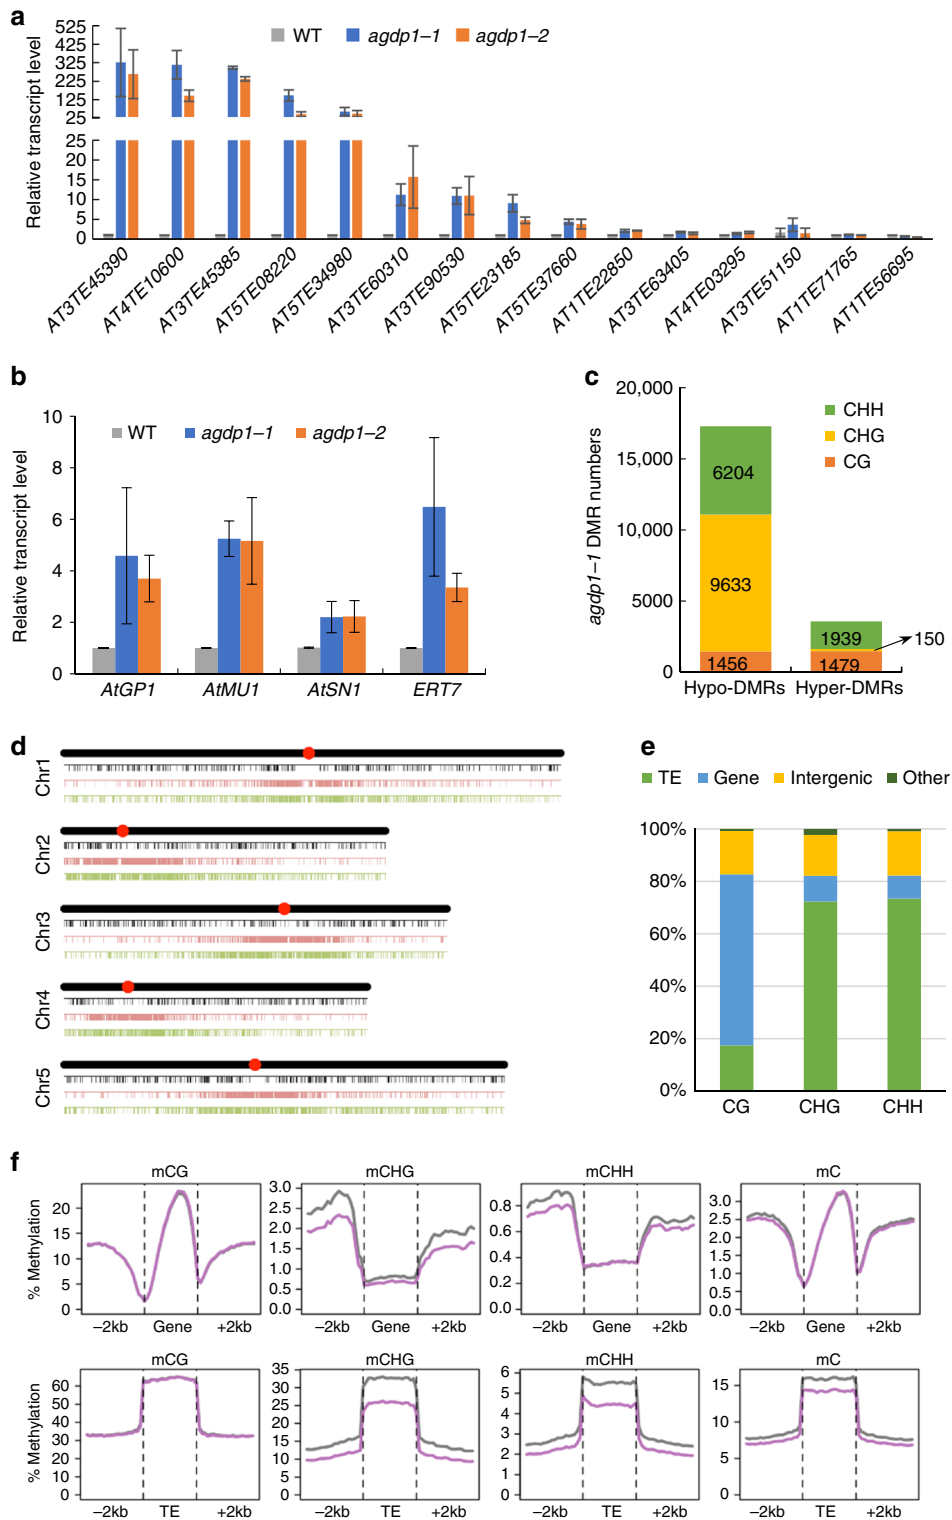 a
WT agdp1–1 agdp1–2
Relative transcript level
525
425
325
225
125
25
25
20
15
10
5
0
AT3TE45390
AT4TE10600
AT3TE45385
AT5TE08220
AT5TE34980
AT3TE60310
AT3TE90530
AT5TE23185
AT5TE37660
AT1TE22850
AT3TE63405
AT4TE03295
AT3TE51150
AT1TE71765
AT1TE56695
b
WT agdp1–1 agdp1–2
Relative transcript level
10
8
6
4
2
0
AtGP1 AtMU1 AtSN1 ERT7
c
agdp1–1 DMR numbers
20,000
15,000
10,000
5000
0
CHH
CHG
CG
6204
9633
1456
1939
150
1479
Hypo-DMRs Hyper-DMRs
d
Chr1
Chr2
Chr3
Chr4
Chr5
e
TE Gene Intergenic Other
100%
80%
60%
40%
20%
0%
CG CHG CHH
f
mCG mCHG mCHH mC
% Methylation
20
15
10
5
0
3.0
2.5
2.0
1.5
1.0
0.5
0.0
0.8
0.6
0.4
0.2
0.0
2.5
2.0
1.5
1.0
0.5
0.0
–2kb Gene +2kb –2kb Gene +2kb –2kb Gene +2kb –2kb Gene +2kb
mCG mCHG mCHH mC
% Methylation
60
50
40
30
20
10
0
35
30
25
20
15
10
5
0
6
5
4
3
2
1
0
15
10
5
0
–2kb TE +2kb –2kb TE +2kb –2kb TE +2kb –2kb TE +2kb